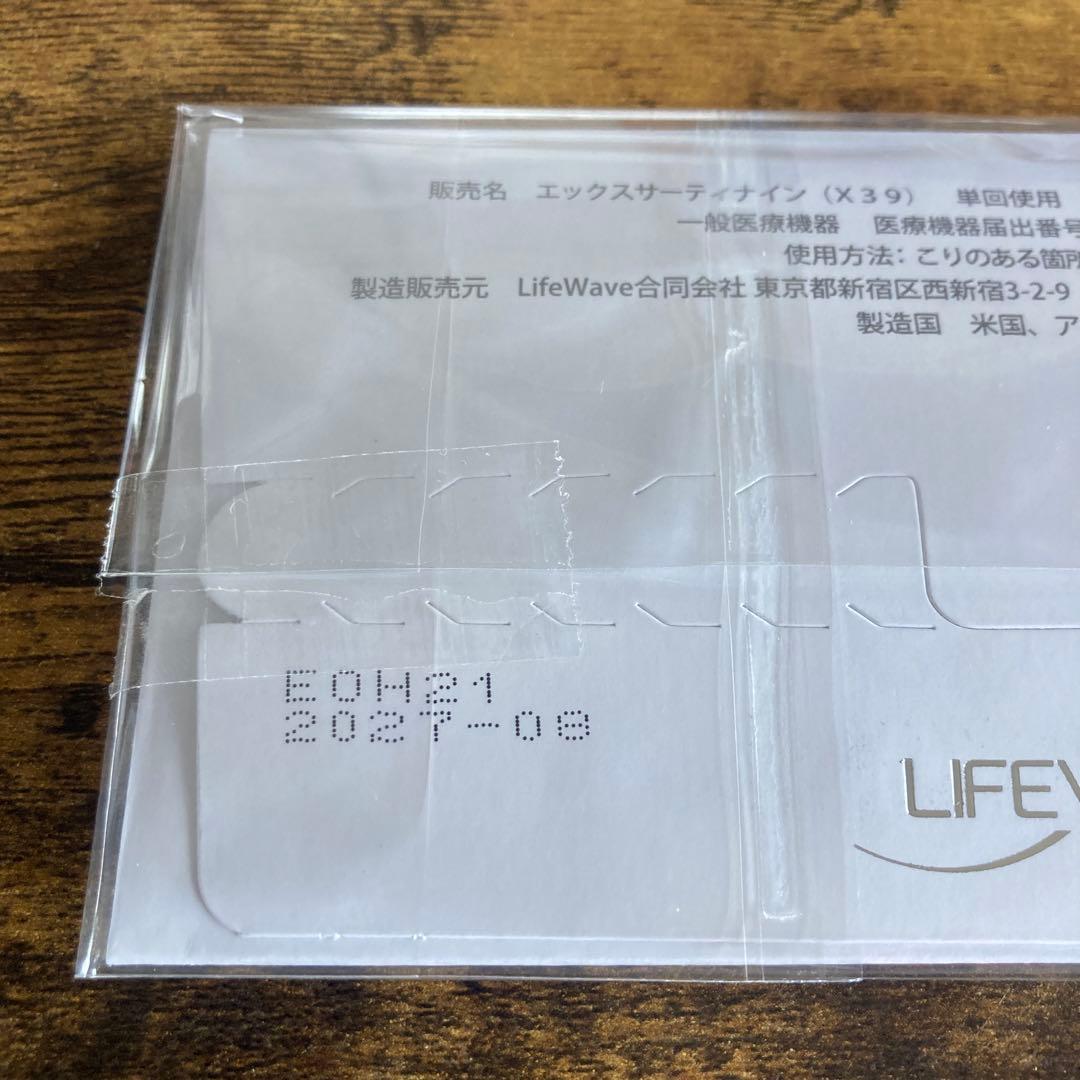 販売名　エックスサーティナイン（Ｘ３９）　単回使用
一般医療機器　医療機器届出番号
使用方法：こりのある箇所
製造販売元　LifeWave合同会社 東京都新宿区西新宿3-2-9
製造国　米国、ア
EOH21
2027-08
LIFEV